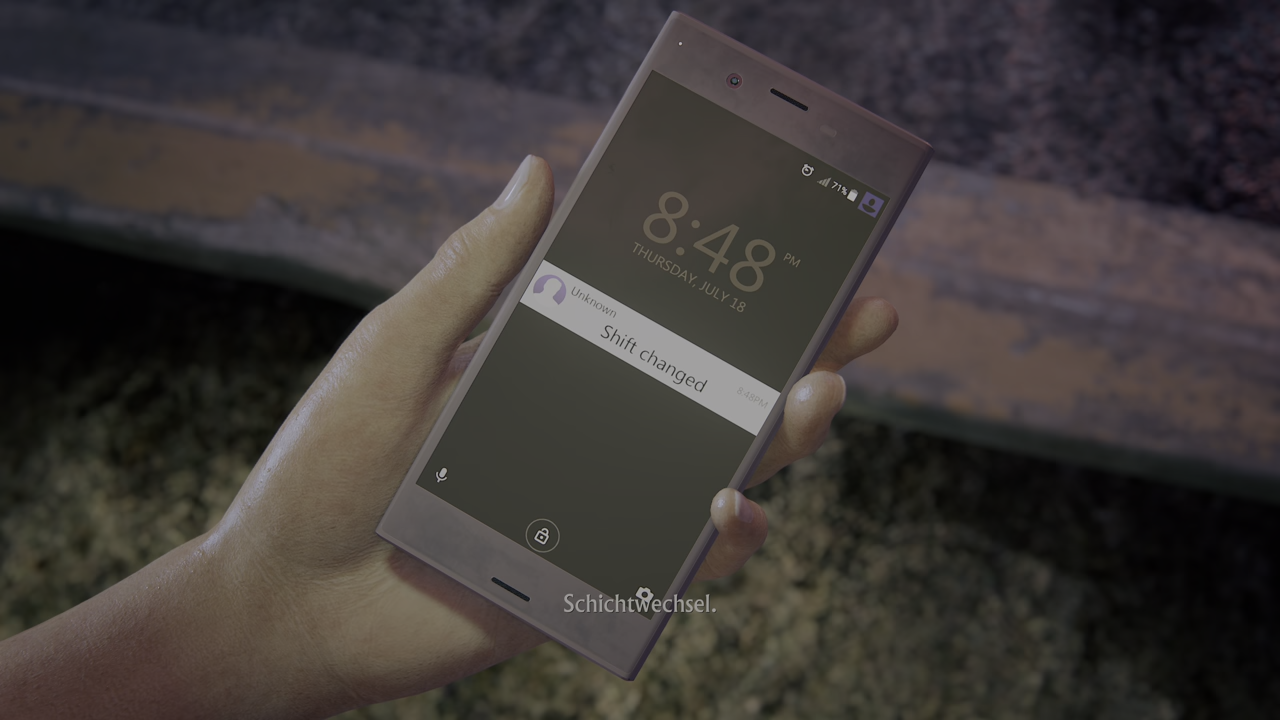 71%
8:48 PM
THURSDAY, JULY 18
Unknown
Shift changed
8:48PM
Schichtwechsel.